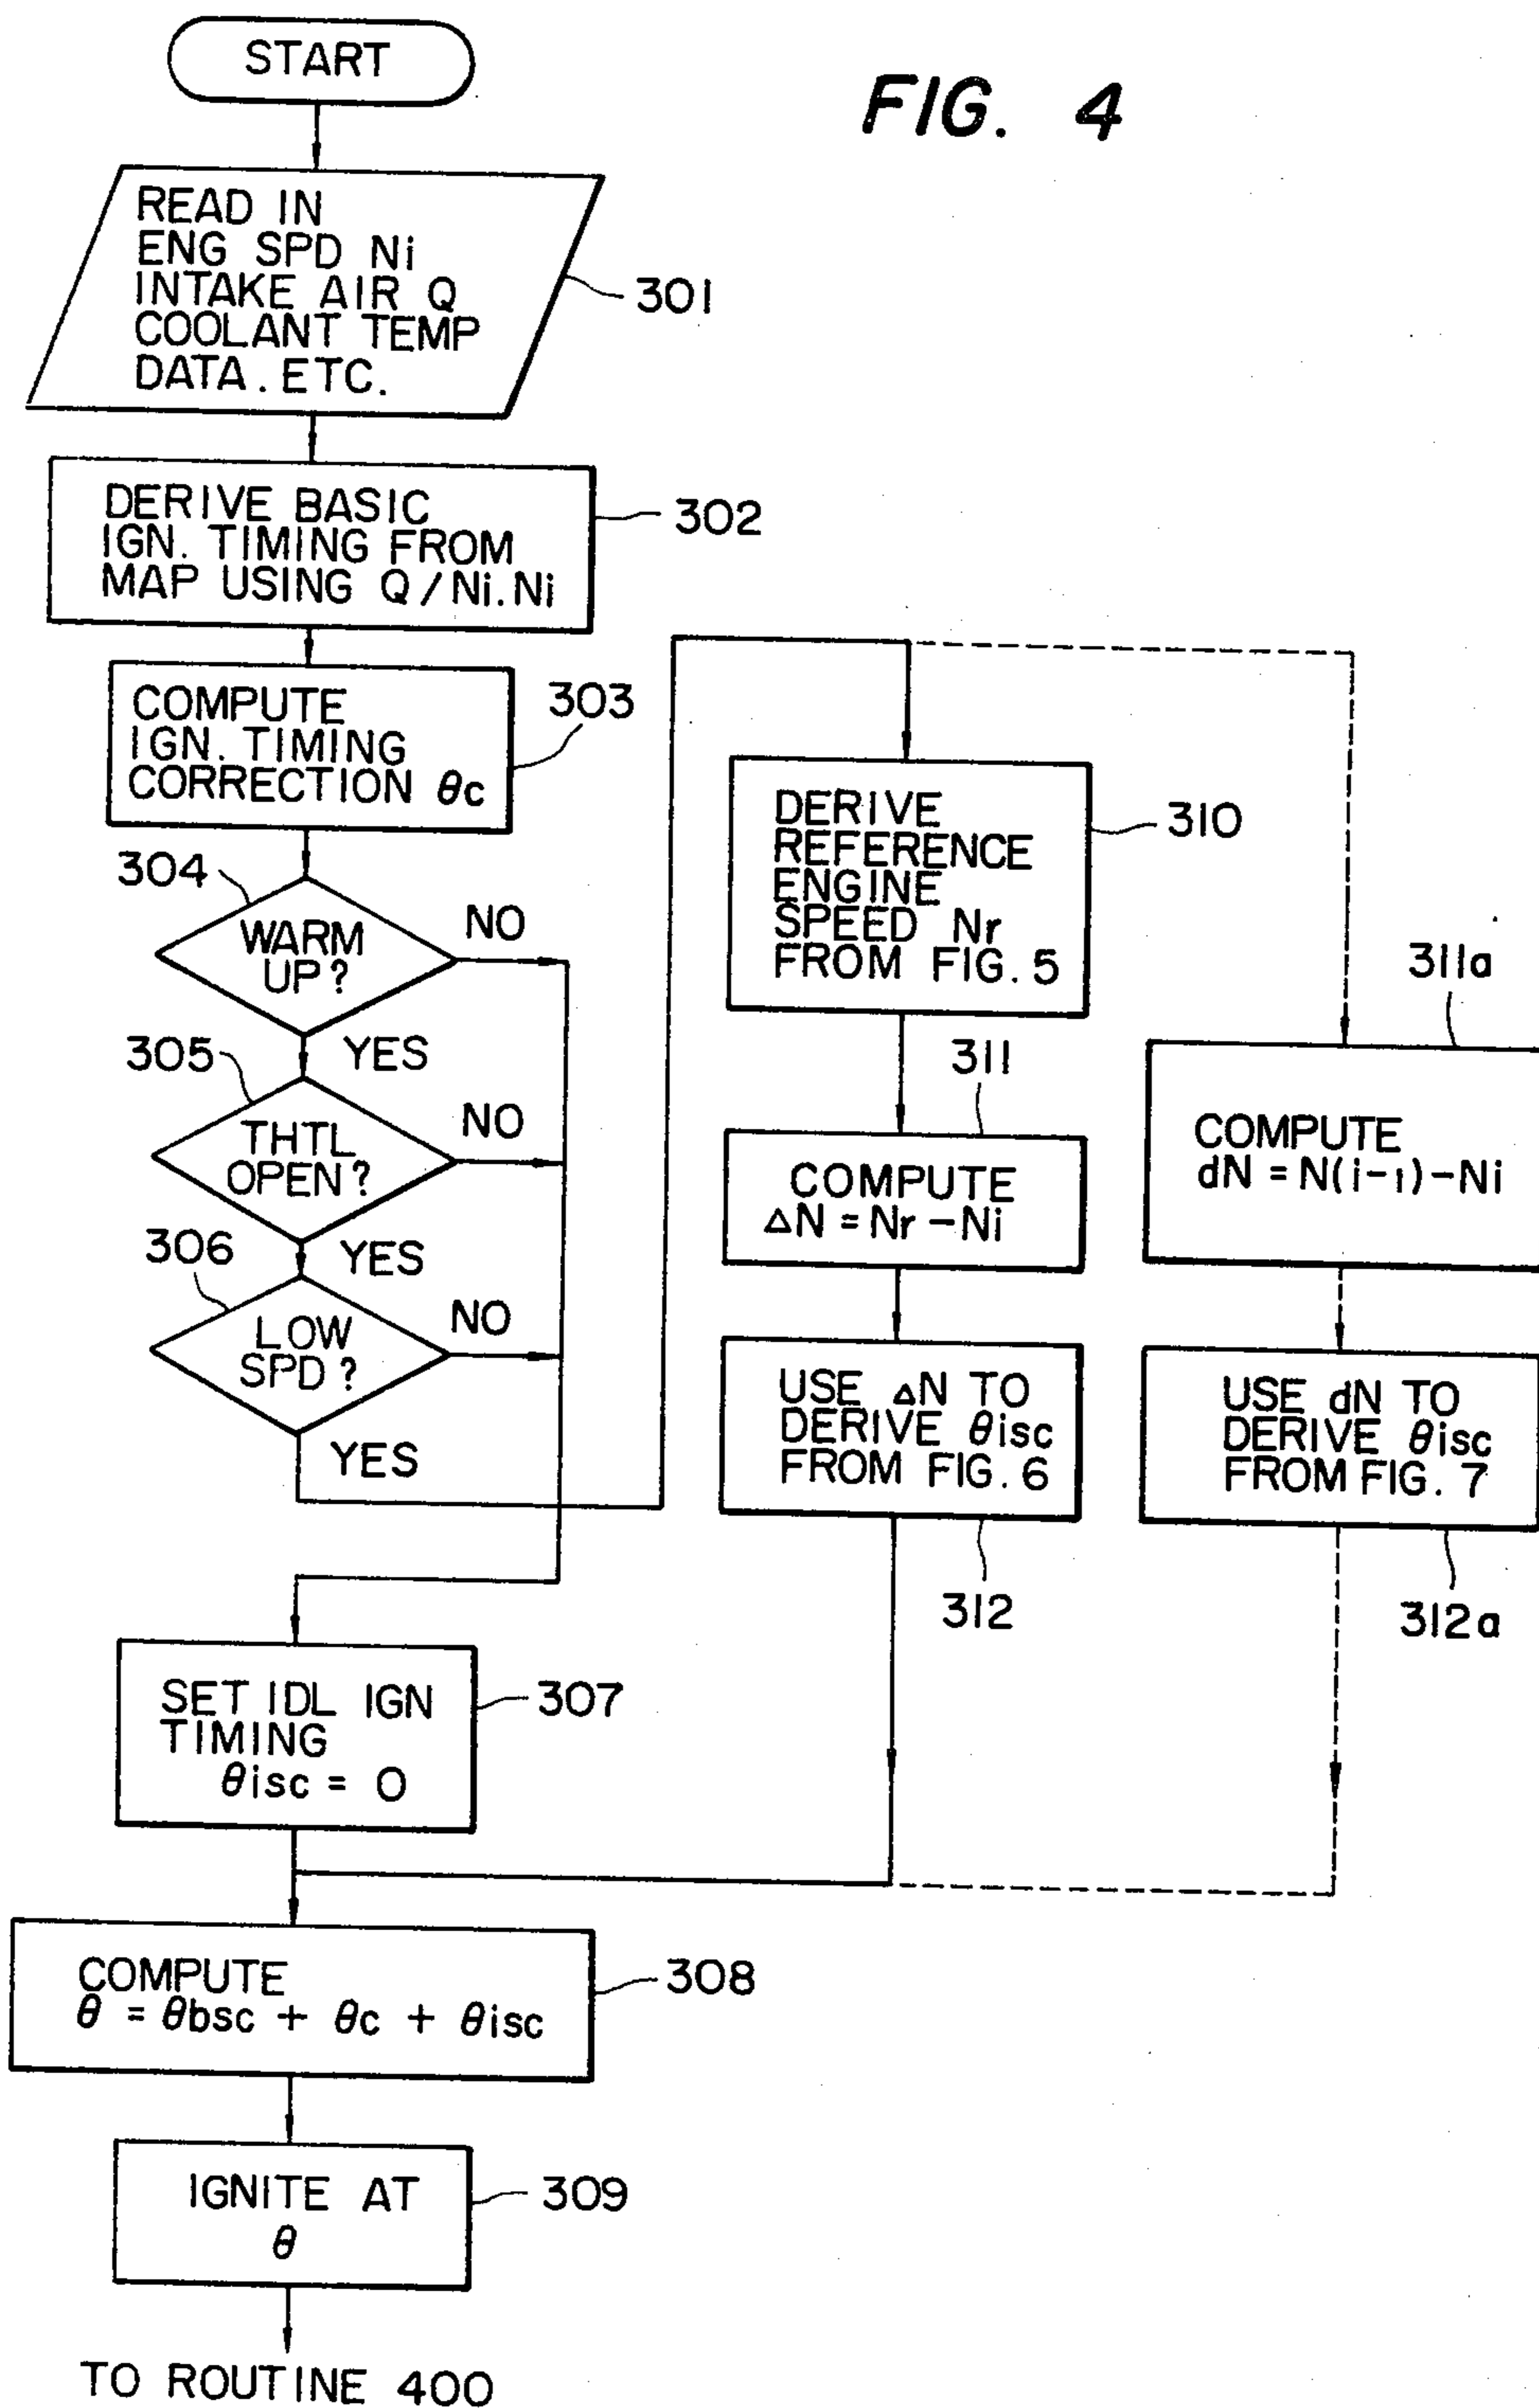 FIG. 4
START
READ IN
ENG SPD Ni
INTAKE AIR Q
COOLANT TEMP
DATA. ETC.
301
DERIVE BASIC
IGN. TIMING FROM
MAP USING Q/Ni.Ni
302
COMPUTE
IGN. TIMING
CORRECTION θc
303
304
WARM
UP?
NO
YES
305
THTL
OPEN?
NO
YES
306
LOW
SPD?
NO
YES
SET IDL IGN
TIMING
θisc = 0
307
COMPUTE
θ = θbsc + θc + θisc
308
IGNITE AT
θ
309
TO ROUTINE 400
DERIVE
REFERENCE
ENGINE
SPEED Nr
FROM FIG. 5
310
311
COMPUTE
ΔN = Nr - Ni
USE ΔN TO
DERIVE θisc
FROM FIG. 6
312
311a
COMPUTE
dN = N(i-1)-Ni
USE dN TO
DERIVE θisc
FROM FIG. 7
312a